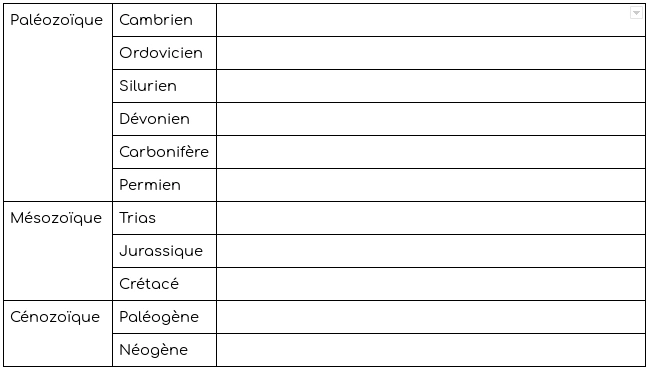 Paléozoïque Cambrien
Ordovicien
Silurien
Dévonien
Carbonifère
Permien
Mésozoïque Trias
Jurassique
Crétacé
Cénozoïque Paléogène
Néogène